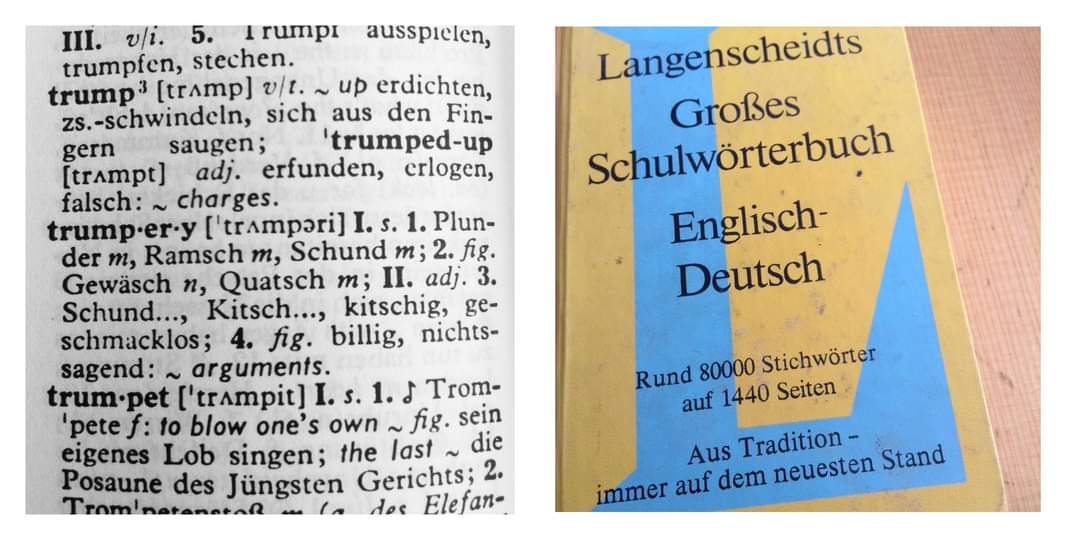 III. v/i. 5. Trumpf ausspielen,
trumpfen, stechen.
trump³ [trʌmp] v/t. ~ up erdichten,
zs.-schwindeln, sich aus den Fin-
gern saugen; ˈtrumped-up
[trʌmpt] adj. erfunden, erlogen,
falsch: ~ charges.
trump·er·y [ˈtrʌmpəri] I. s. 1. Plun-
der m, Ramsch m, Schund m; 2. fig.
Gewäsch n, Quatsch m; II. adj. 3.
Schund..., Kitsch..., kitschig, ge-
schmacklos; 4. fig. billig, nichts-
sagend: ~ arguments.
trum·pet [ˈtrʌmpit] I. s. 1. ♪ Trom-
ˈpete f: to blow one's own ~ fig. sein
eigenes Lob singen; the last ~ die
Posaune des Jüngsten Gerichts; 2.
Tromˈpetenstoß m (a. des Elefan-
Langenscheidts
Großes
Schulwörterbuch
Englisch-
Deutsch
Rund 80000 Stichwörter
auf 1440 Seiten
Aus Tradition –
immer auf dem neuesten Stand